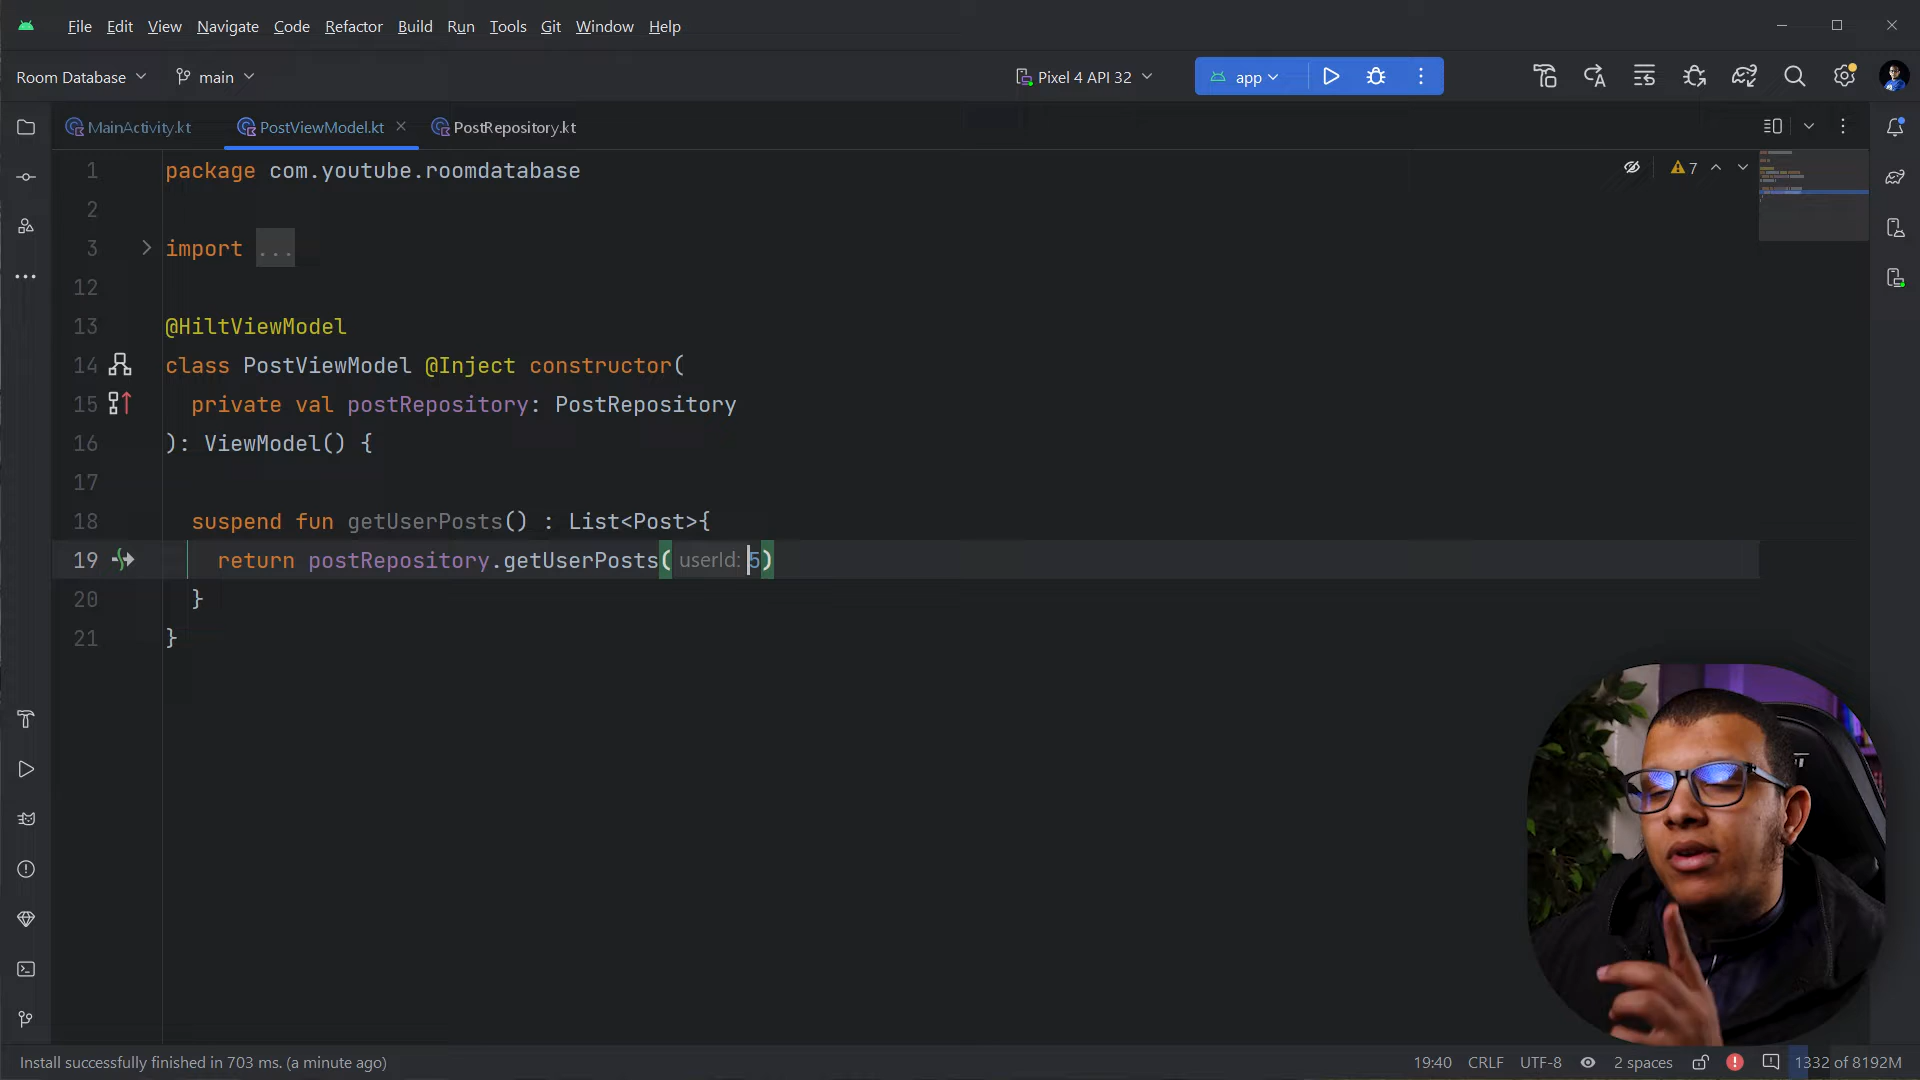 File Edit View Navigate Code Refactor Build Run Tools Git Window Help
Room Database main Pixel 4 API 32 app
MainActivity.kt PostViewModel.kt PostRepository.kt
1 package com.youtube.roomdatabase 7
2
3 import ...
12
13 @HiltViewModel
14 class PostViewModel @Inject constructor(
15 private val postRepository: PostRepository
16 ): ViewModel() {
17
18 suspend fun getUserPosts() : List<Post>{
19 return postRepository.getUserPosts( userId: 5)
20 }
21 }
Install successfully finished in 703 ms. (a minute ago) 19:40 CRLF UTF-8 2 spaces 1332 of 8192M